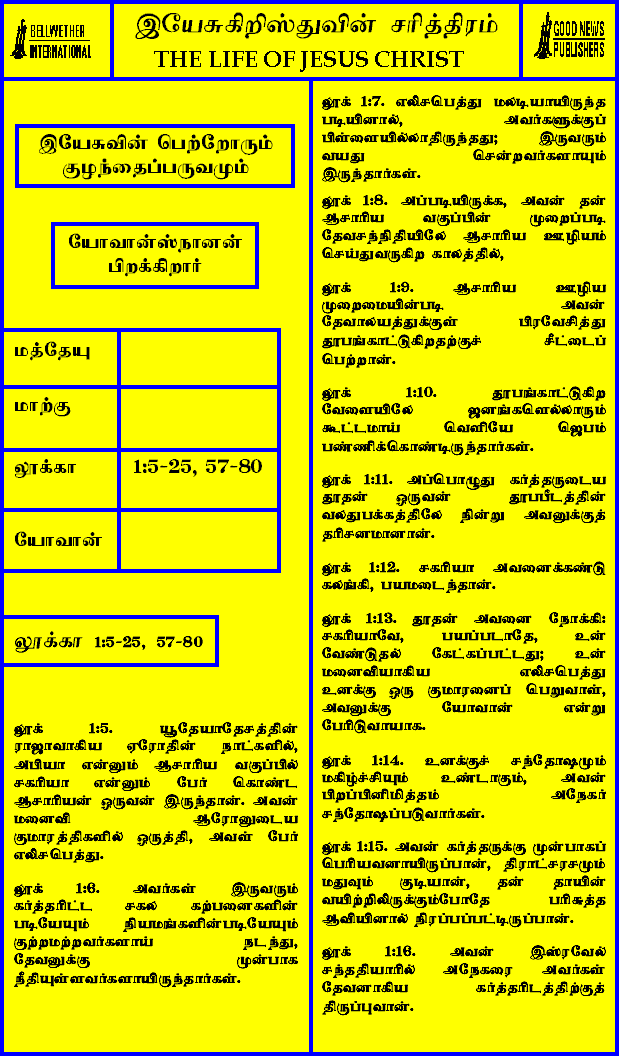 BELLWETHER
INTERNATIONAL
இயேசுகிறிஸ்துவின் சரித்திரம்
THE LIFE OF JESUS CHRIST
GOOD NEWS
PUBLISHERS
இயேசுவின் பெற்றோரும்
குழந்தைப்பருவமும்
யோவான்ஸ்நானன்
பிறக்கிறார்
மத்தேயு
மாற்கு
லூக்கா 1:5-25, 57-80
யோவான்
லூக்கா 1:5-25, 57-80
லூக் 1:5. யூதேயாதேசத்தின்
ராஜாவாகிய ஏரோதின் நாட்களில்,
அபியா என்னும் ஆசாரிய வகுப்பில்
சகரியா என்னும் பேர் கொண்ட
ஆசாரியன் ஒருவன் இருந்தான். அவன்
மனைவி ஆரோனுடைய
குமாரத்திகளில் ஒருத்தி, அவள் பேர்
எலிசபெத்து.
லூக் 1:6. அவர்கள் இருவரும்
கர்த்தரிட்ட சகல கற்பனைகளின்
படியேயும் நியமங்களின்படியேயும்
குற்றமற்றவர்களாய் நடந்து,
தேவனுக்கு முன்பாக
நீதியுள்ளவர்களாயிருந்தார்கள்.
லூக் 1:7. எலிசபெத்து மலடியாயிருந்த
படியினால், அவர்களுக்குப்
பிள்ளையில்லாதிருந்தது; இருவரும்
வயது சென்றவர்களாயும்
இருந்தார்கள்.
லூக் 1:8. அப்படியிருக்க, அவன் தன்
ஆசாரிய வகுப்பின் முறைப்படி
தேவசந்நிதியிலே ஆசாரிய ஊழியம்
செய்துவருகிற காலத்தில்,
லூக் 1:9. ஆசாரிய ஊழிய
முறைமையின்படி அவன்
தேவாலயத்துக்குள் பிரவேசித்து
தூபங்காட்டுகிறதற்குச் சீட்டைப்
பெற்றான்.
லூக் 1:10. தூபங்காட்டுகிற
வேளையிலே ஜனங்களெல்லாரும்
கூட்டமாய் வெளியே ஜெபம்
பண்ணிக்கொண்டிருந்தார்கள்.
லூக் 1:11. அப்பொழுது கர்த்தருடைய
தூதன் ஒருவன் தூபபீடத்தின்
வலதுபக்கத்திலே நின்று அவனுக்குத்
தரிசனமானான்.
லூக் 1:12. சகரியா அவனைக்கண்டு
கலங்கி, பயமடைந்தான்.
லூக் 1:13. தூதன் அவனை நோக்கி:
சகரியாவே, பயப்படாதே, உன்
வேண்டுதல் கேட்கப்பட்டது; உன்
மனைவியாகிய எலிசபெத்து
உனக்கு ஒரு குமாரனைப் பெறுவாள்,
அவனுக்கு யோவான் என்று
பேரிடுவாயாக.
லூக் 1:14. உனக்குச் சந்தோஷமும்
மகிழ்ச்சியும் உண்டாகும், அவன்
பிறப்பினிமித்தம் அநேகர்
சந்தோஷப்படுவார்கள்.
லூக் 1:15. அவன் கர்த்தருக்கு முன்பாகப்
பெரியவனாயிருப்பான், திராட்சரசமும்
மதுவும் குடியான், தன் தாயின்
வயிற்றிலிருக்கும்போதே பரிசுத்த
ஆவியினால் நிரப்பப்பட்டிருப்பான்.
லூக் 1:16. அவன் இஸ்ரவேல்
சந்ததியாரில் அநேகரை அவர்கள்
தேவனாகிய கர்த்தரிடத்திற்குத்
திருப்புவான்.